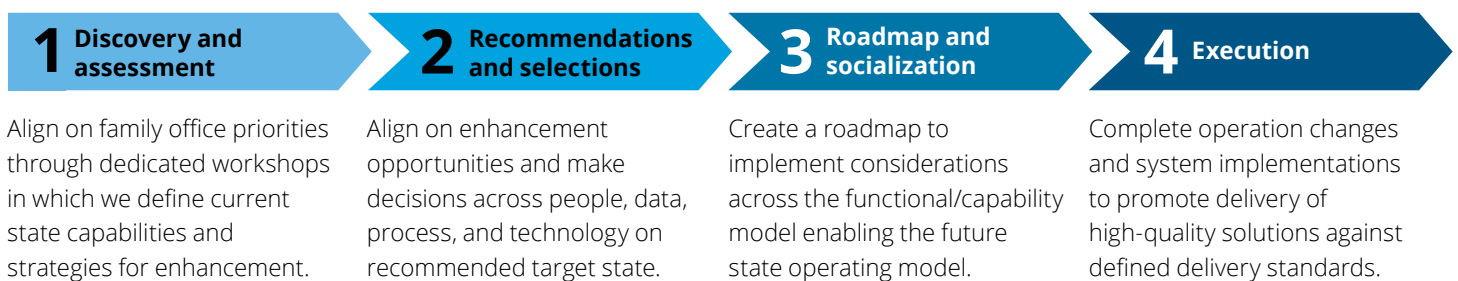 1 Discovery and
assessment
Align on family office priorities
through dedicated workshops
in which we define current
state capabilities and
strategies for enhancement.
2 Recommendations
and selections
Align on enhancement
opportunities and make
decisions across people, data,
process, and technology on
recommended target state.
3 Roadmap and
socialization
Create a roadmap to
implement considerations
across the functional/capability
model enabling the future
state operating model.
4 Execution
Complete operation changes
and system implementations
to promote delivery of
high-quality solutions against
defined delivery standards.